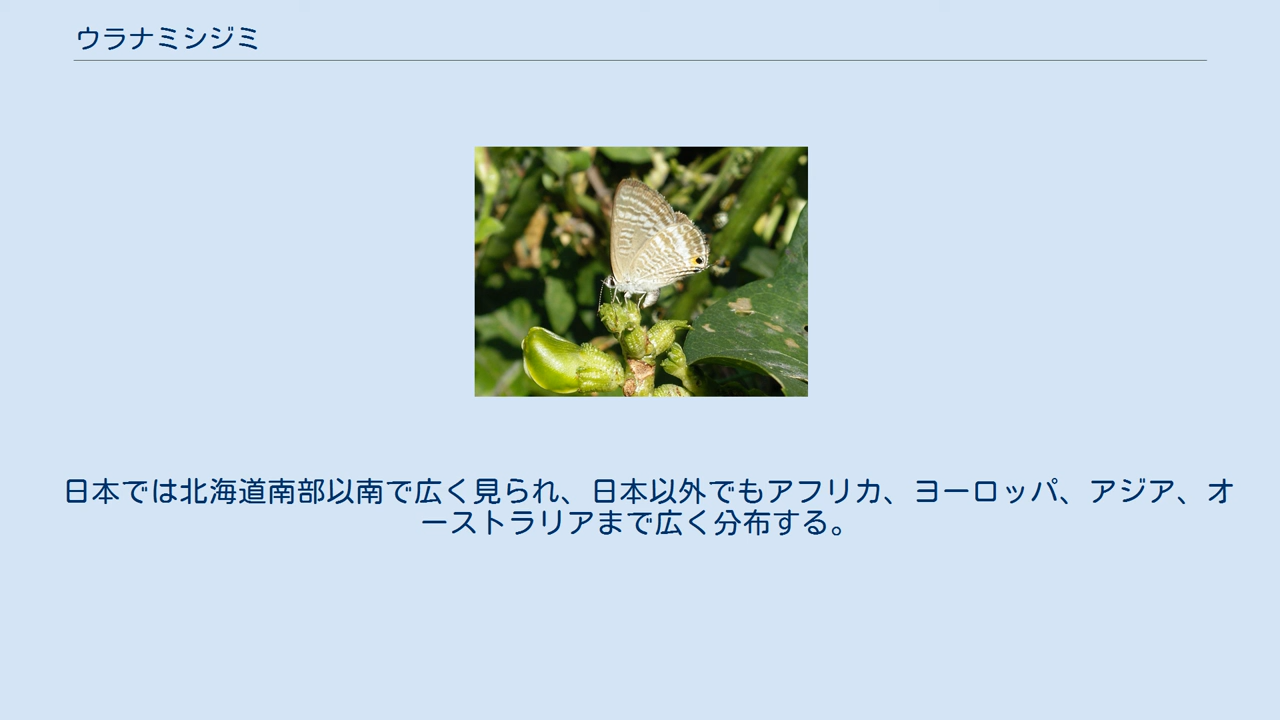 ウラナミシジミ
日本では北海道南部以南で広く見られ、日本以外でもアフリカ、ヨーロッパ、アジア、オ
ーストラリアまで広く分布する。